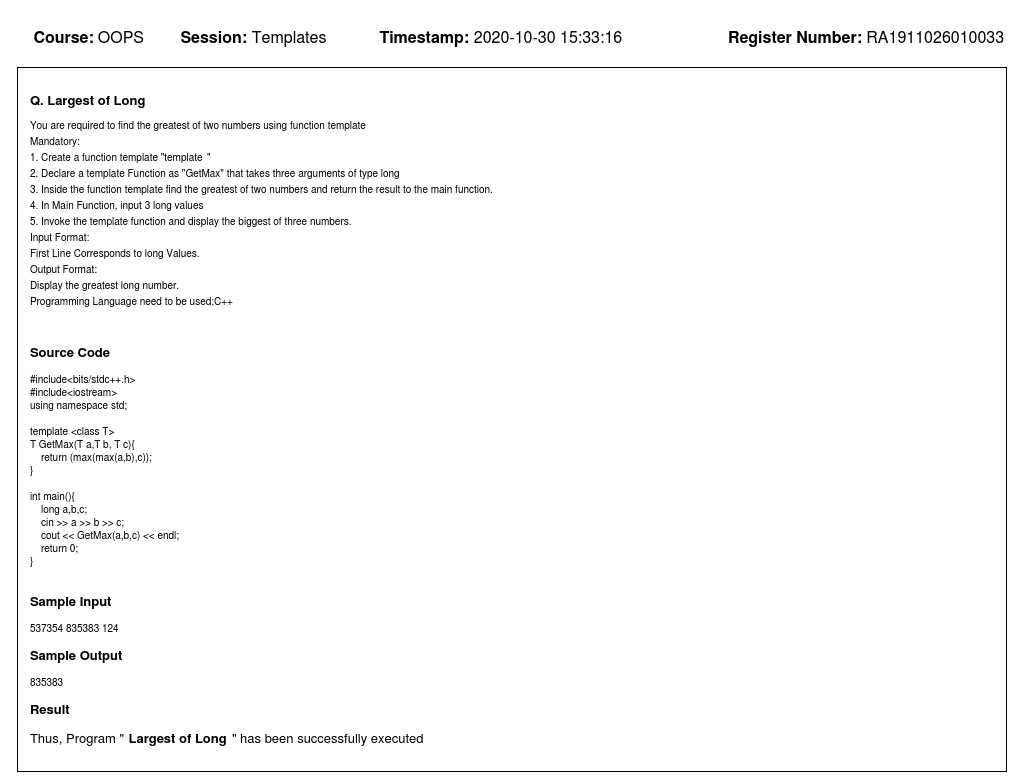 Course: OOPS Session: Templates Timestamp: 2020-10-30 15:33:16 Register Number: RA1911026010033
Q. Largest of Long
You are required to find the greatest of two numbers using function template
Mandatory:
1. Create a function template "template "
2. Declare a template Function as "GetMax" that takes three arguments of type long
3. Inside the function template find the greatest of two numbers and return the result to the main function.
4. In Main Function, input 3 long values
5. Invoke the template function and display the biggest of three numbers.
Input Format:
First Line Corresponds to long Values.
Output Format:
Display the greatest long number.
Programming Language need to be used:C++
Source Code
#include<bits/stdc++.h>
#include<iostream>
using namespace std;
template <class T>
T GetMax(T a,T b, T c){
return (max(max(a,b),c));
}
int main(){
long a,b,c;
cin >> a >> b >> c;
cout << GetMax(a,b,c) << endl;
return 0;
}
Sample Input
537354 835383 124
Sample Output
835383
Result
Thus, Program " Largest of Long " has been successfully executed